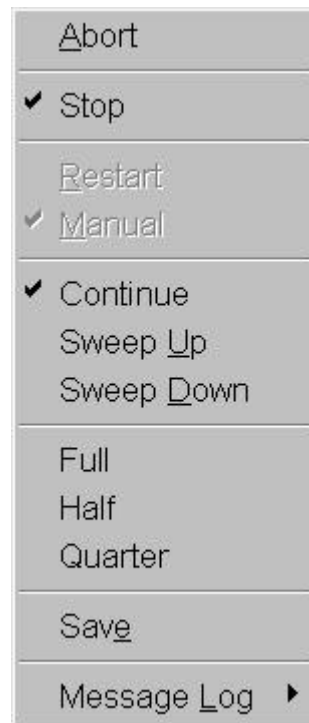 Abort
Stop
Restart
Manual
Continue
Sweep Up
Sweep Down
Full
Half
Quarter
Save
Message Log